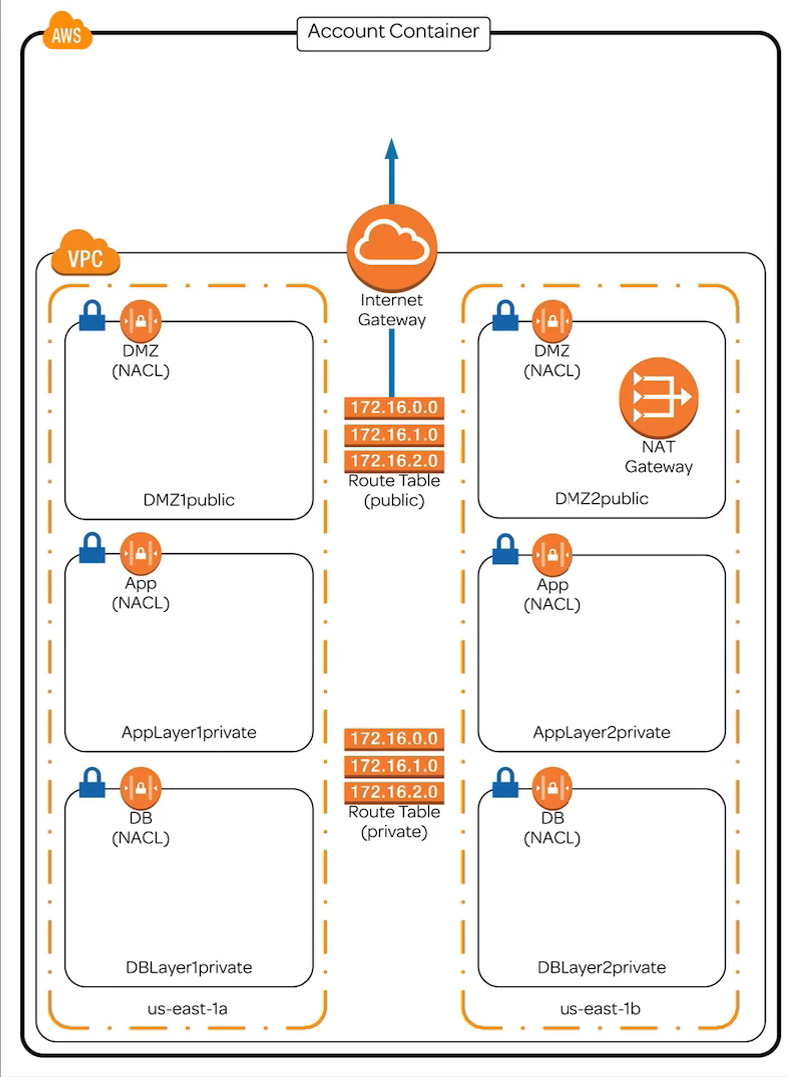 AWS
Account Container
VPC
Internet
Gateway
DMZ
(NACL)
DMZ1public
172.16.0.0
172.16.1.0
172.16.2.0
Route Table
(public)
DMZ
(NACL)
NAT
Gateway
DMZ2public
App
(NACL)
AppLayer1private
App
(NACL)
AppLayer2private
172.16.0.0
172.16.1.0
172.16.2.0
Route Table
(private)
DB
(NACL)
DBLayer1private
DB
(NACL)
DBLayer2private
us-east-1a
us-east-1b